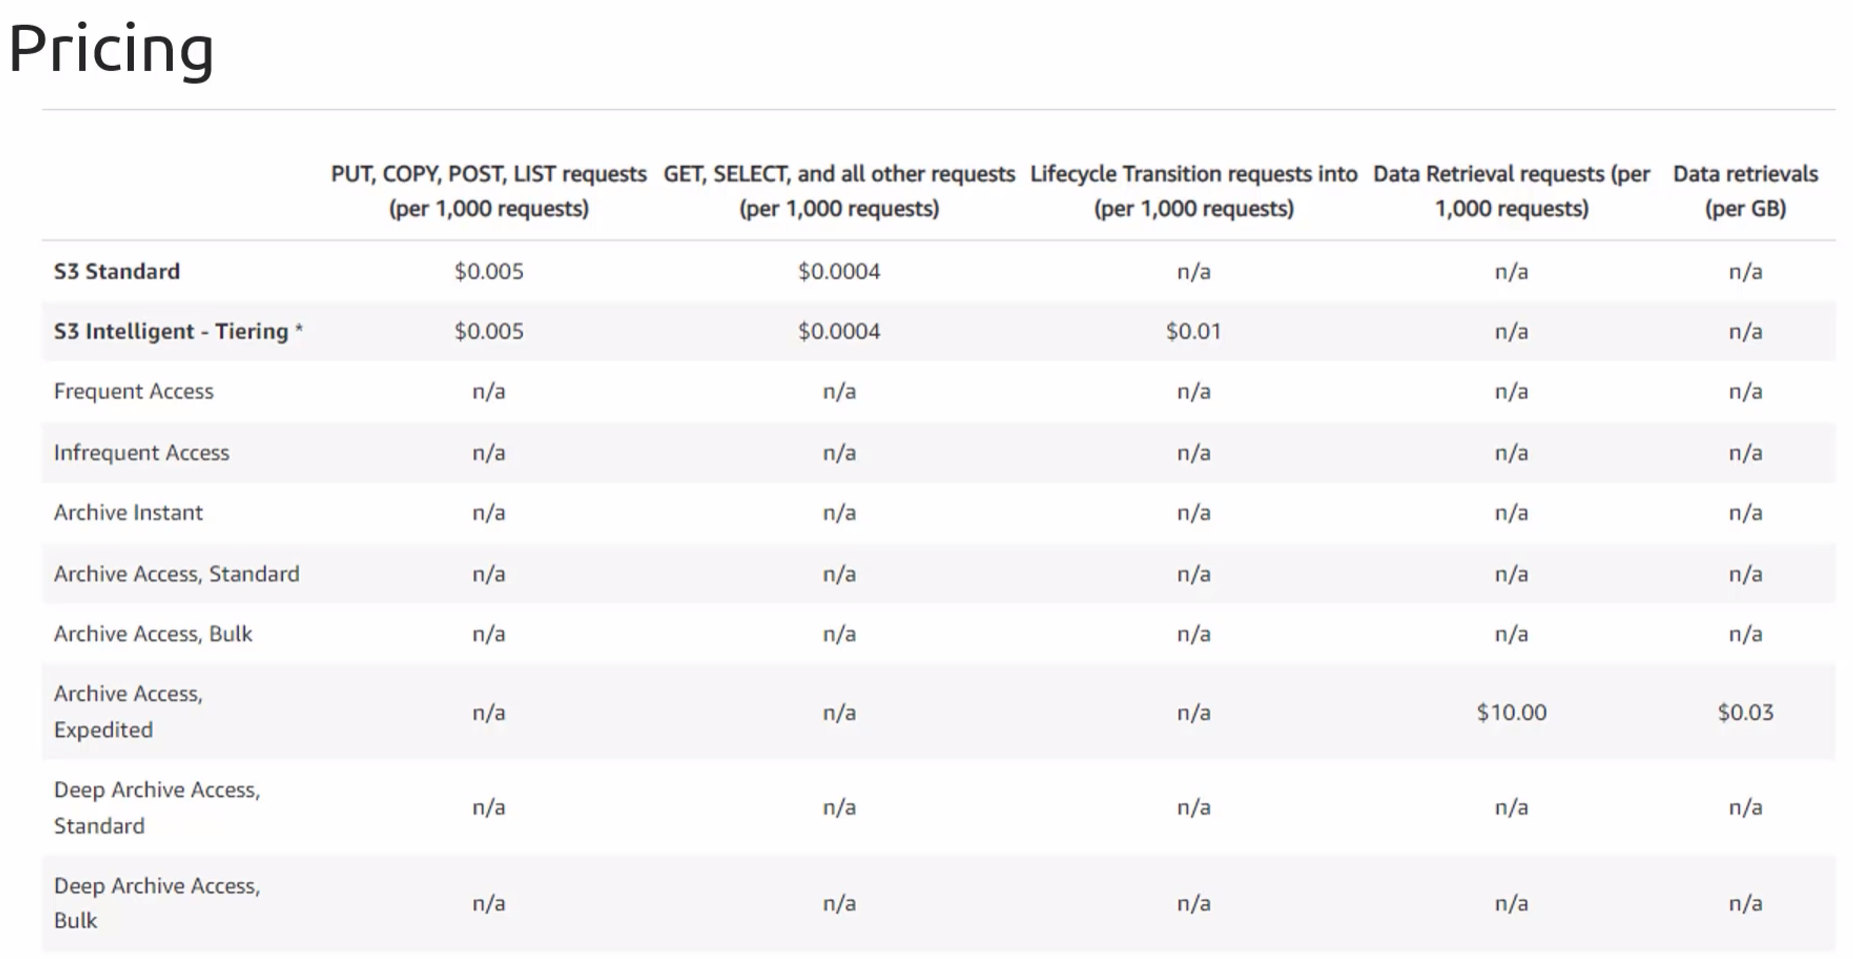 Pricing
PUT, COPY, POST, LIST requests GET, SELECT, and all other requests Lifecycle Transition requests into Data Retrieval requests (per Data retrievals
(per 1,000 requests) (per 1,000 requests) (per 1,000 requests) 1,000 requests) (per GB)
S3 Standard $0.005 $0.0004 n/a n/a n/a
S3 Intelligent - Tiering * $0.005 $0.0004 $0.01 n/a n/a
Frequent Access n/a n/a n/a n/a n/a
Infrequent Access n/a n/a n/a n/a n/a
Archive Instant n/a n/a n/a n/a n/a
Archive Access, Standard n/a n/a n/a n/a n/a
Archive Access, Bulk n/a n/a n/a n/a n/a
Archive Access,
Expedited n/a n/a n/a $10.00 $0.03
Deep Archive Access,
Standard n/a n/a n/a n/a n/a
Deep Archive Access,
Bulk n/a n/a n/a n/a n/a